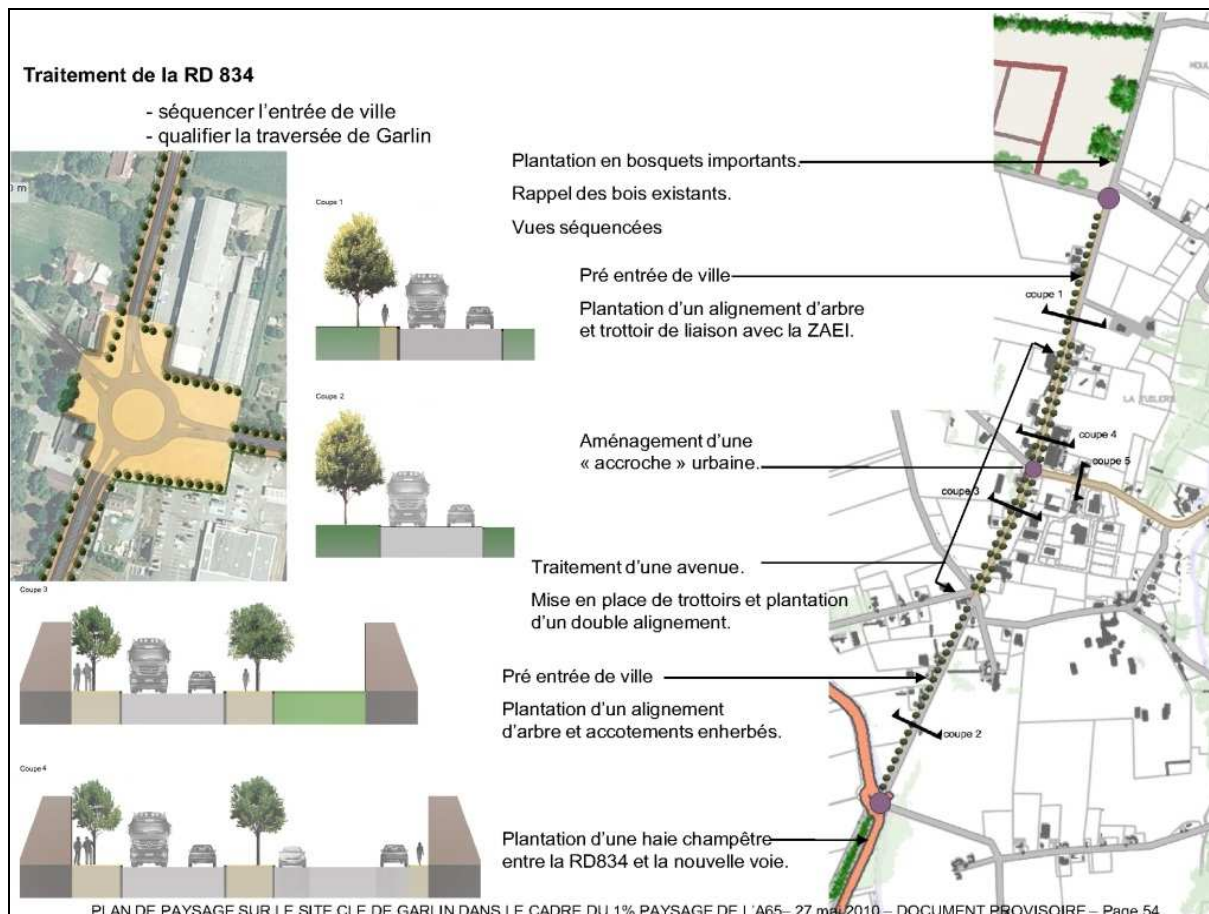 Traitement de la RD 834
- séquencer l'entrée de ville
- qualifier la traversée de Garlin
Plantation en bosquets importants.
Rappel des bois existants.
Vues séquencées
Pré entrée de ville
Plantation d'un alignement d'arbre
et trottoir de liaison avec la ZAEI.
Aménagement d'une
« accroche » urbaine.
Traitement d'une avenue.
Mise en place de trottoirs et plantation
d'un double alignement.
Pré entrée de ville
Plantation d'un alignement
d'arbre et accotements enherbés.
Plantation d'une haie champêtre
entre la RD834 et la nouvelle voie.
Coupe 1
Coupe 2
Coupe 3
Coupe 4
0 m
coupe 1
coupe 4
coupe 5
coupe 3
coupe 2
PLAN DE PAYSAGE SUR LE SITE CLE DE GARLIN DANS LE CADRE DU 1% PAYSAGE DE L'A65– 27 mai 2010 – DOCUMENT PROVISOIRE – Page 54